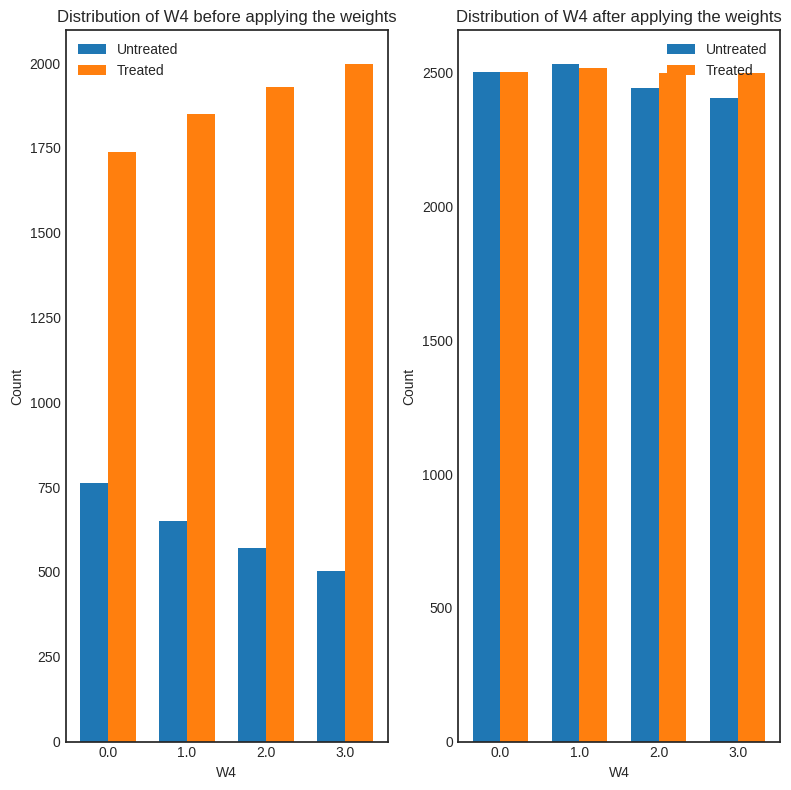 Distribution of W4 before applying the weights
Untreated
Treated
2000
1750
1500
1250
1000
750
500
250
0
Count
0.0 1.0 2.0 3.0
W4
Distribution of W4 after applying the weights
Untreated
Treated
2500
2000
1500
1000
500
0
Count
0.0 1.0 2.0 3.0
W4